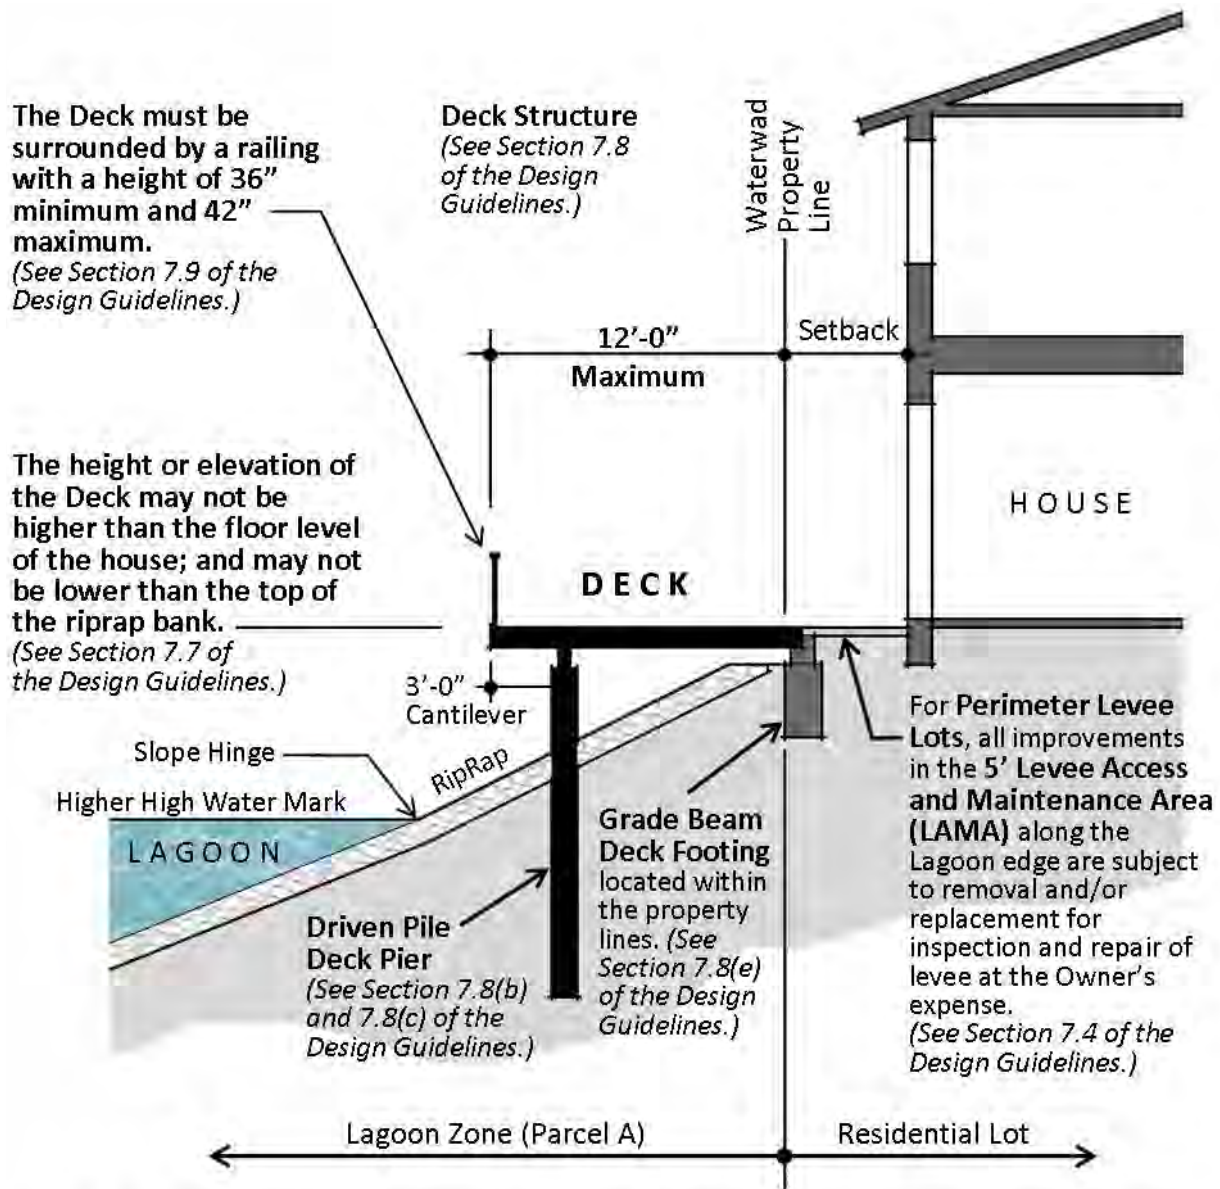 The Deck must be
surrounded by a railing
with a height of 36”
minimum and 42”
maximum.
(See Section 7.9 of the
Design Guidelines.)
Deck Structure
(See Section 7.8
of the Design
Guidelines.)
Waterwad
Property
Line
12’-0”
Maximum
Setback
The height or elevation of
the Deck may not be
higher than the floor level
of the house; and may not
be lower than the top of
the riprap bank.
(See Section 7.7 of
the Design Guidelines.)
HOUSE
DECK
3’-0”
Cantilever
Slope Hinge
RipRap
Higher High Water Mark
LAGOON
Driven Pile
Deck Pier
(See Section 7.8(b)
and 7.8(c) of the
Design Guidelines.)
Grade Beam
Deck Footing
located within
the property
lines. (See
Section 7.8(e)
of the Design
Guidelines.)
For Perimeter Levee
Lots, all improvements
in the 5’ Levee Access
and Maintenance Area
(LAMA) along the
Lagoon edge are subject
to removal and/or
replacement for
inspection and repair of
levee at the Owner’s
expense.
(See Section 7.4 of the
Design Guidelines.)
Lagoon Zone (Parcel A)
Residential Lot